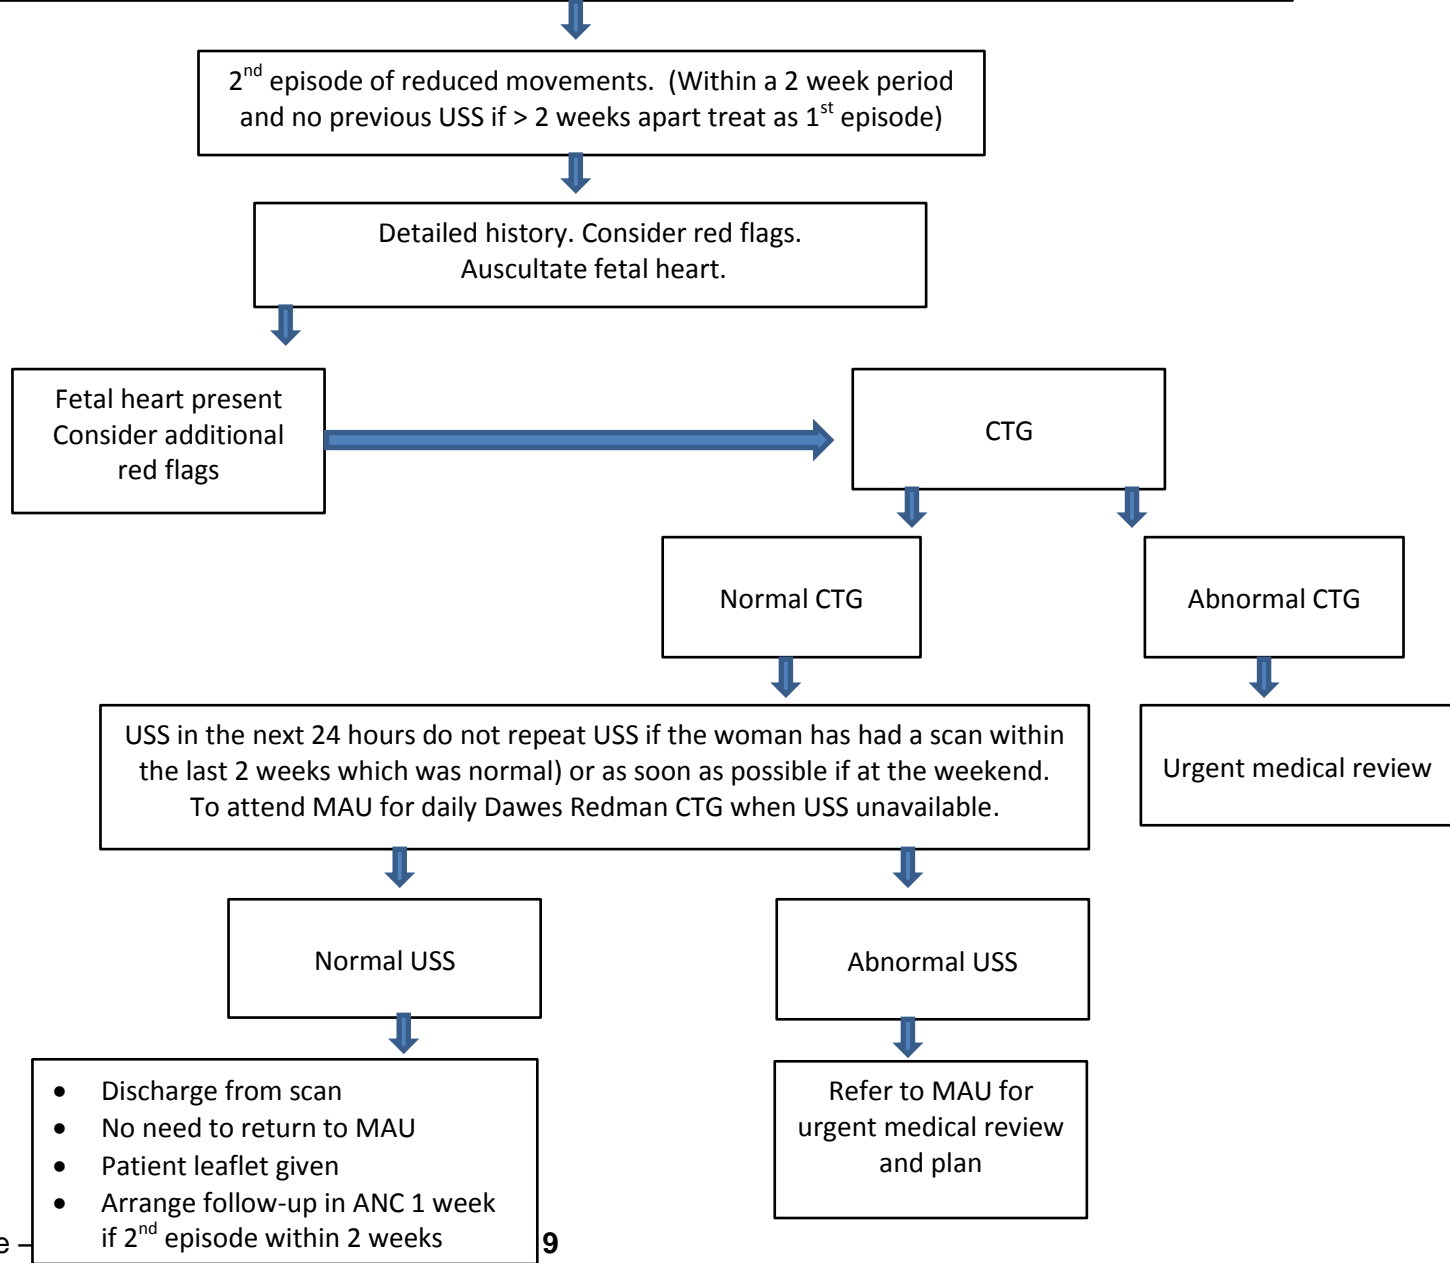 2nd episode of reduced movements.  (Within a 2 week period
and no previous USS if > 2 weeks apart treat as 1st episode)
Detailed history. Consider red flags.
Auscultate fetal heart.
Fetal heart present
Consider additional
red flags
CTG
Normal CTG
Abnormal CTG
USS in the next 24 hours do not repeat USS if the woman has had a scan within
the last 2 weeks which was normal) or as soon as possible if at the weekend.
To attend MAU for daily Dawes Redman CTG when USS unavailable.
Urgent medical review
Normal USS
Abnormal USS
• Discharge from scan
• No need to return to MAU
• Patient leaflet given
• Arrange follow-up in ANC 1 week
if 2nd episode within 2 weeks
Refer to MAU for
urgent medical review
and plan
e –
9